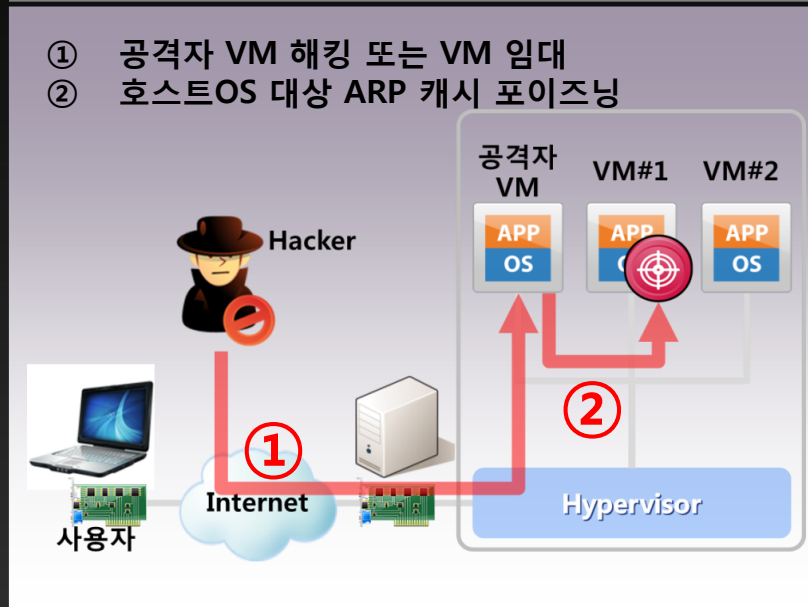 ① 공격자 VM 해킹 또는 VM 임대
② 호스트OS 대상 ARP 캐시 포이즈닝
공격자
VM
VM#1
VM#2
APP
OS
APP
APP
OS
Hacker
①
②
Internet
Hypervisor
사용자